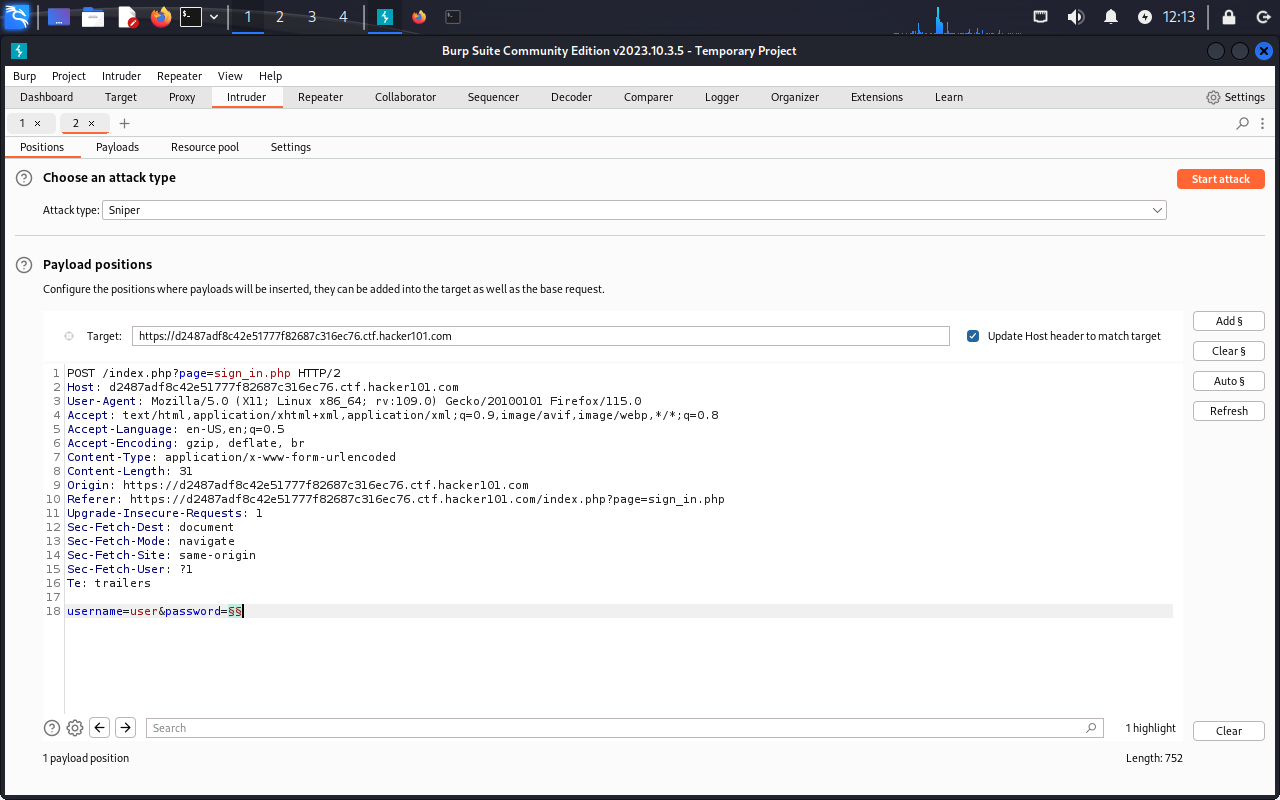 1 2 3 4 12:13
Burp Suite Community Edition v2023.10.3.5 - Temporary Project
Burp Project Intruder Repeater View Help
Dashboard Target Proxy Intruder Repeater Collaborator Sequencer Decoder Comparer Logger Organizer Extensions Learn Settings
1 × 2 × +
Positions Payloads Resource pool Settings
? Choose an attack type Start attack
Attack type: Sniper
? Payload positions
Configure the positions where payloads will be inserted, they can be added into the target as well as the base request.
Add §
Target: https://d2487adf8c42e51777f82687c316ec76.ctf.hacker101.com Update Host header to match target
Clear §
Auto §
Refresh
1 POST /index.php?page=sign_in.php HTTP/2
2 Host: d2487adf8c42e51777f82687c316ec76.ctf.hacker101.com
3 User-Agent: Mozilla/5.0 (X11; Linux x86_64; rv:109.0) Gecko/20100101 Firefox/115.0
4 Accept: text/html,application/xhtml+xml,application/xml;q=0.9,image/avif,image/webp,*/*;q=0.8
5 Accept-Language: en-US,en;q=0.5
6 Accept-Encoding: gzip, deflate, br
7 Content-Type: application/x-www-form-urlencoded
8 Content-Length: 31
9 Origin: https://d2487adf8c42e51777f82687c316ec76.ctf.hacker101.com
10 Referer: https://d2487adf8c42e51777f82687c316ec76.ctf.hacker101.com/index.php?page=sign_in.php
11 Upgrade-Insecure-Requests: 1
12 Sec-Fetch-Dest: document
13 Sec-Fetch-Mode: navigate
14 Sec-Fetch-Site: same-origin
15 Sec-Fetch-User: ?1
16 Te: trailers
17
18 username=user&password=§§
? Search 1 highlight Clear
1 payload position Length: 752